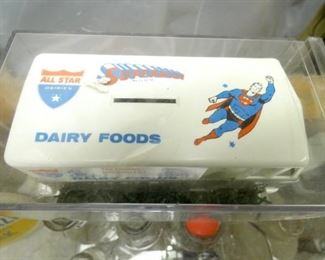 ALL STAR
DAIRIES
SUPERMAN
DAIRY FOODS